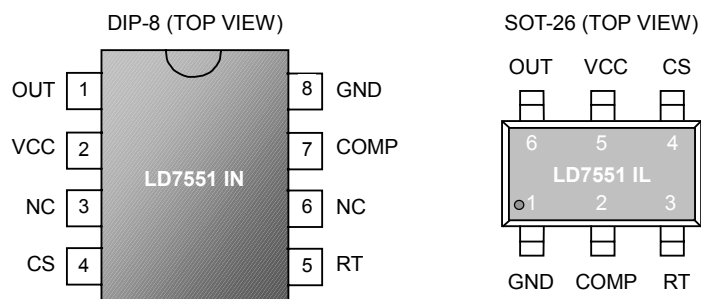 DIP-8 (TOP VIEW)
OUT 1
8 GND
VCC 2
7 COMP
LD7551 IN
NC 3
6 NC
CS 4
5 RT
SOT-26 (TOP VIEW)
OUT VCC CS
6 5 4
LD7551 IL
1 2 3
GND COMP RT